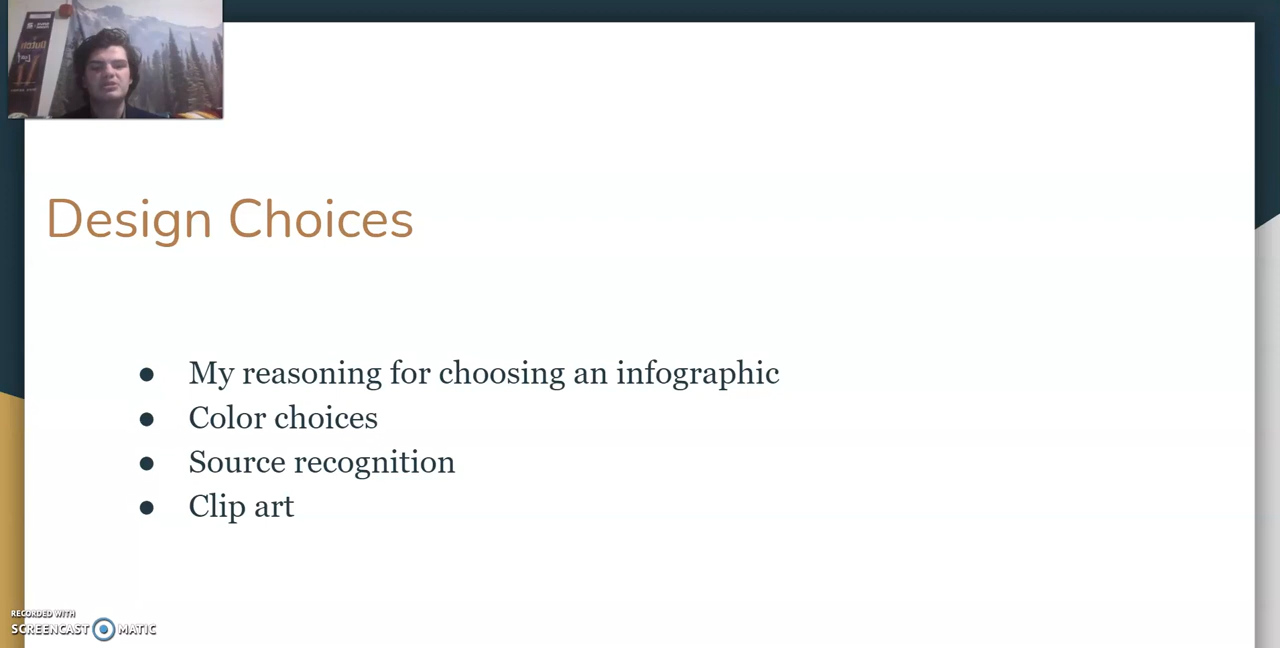 Design Choices
● My reasoning for choosing an infographic
● Color choices
● Source recognition
● Clip art
RECORDED WITH
SCREENCAST MATIC